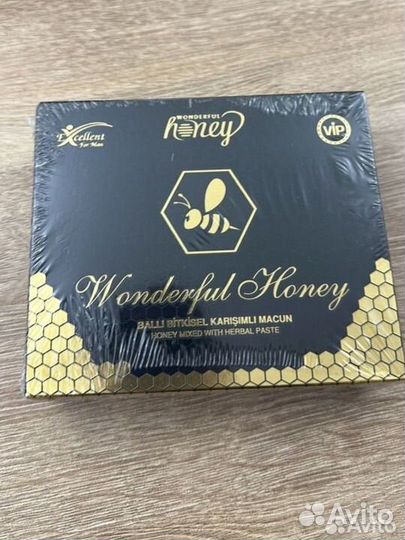 WONDERFUL
honey
Excellent
For Man
VIP
Wonderful Honey
BALLI BİTKİSEL KARIŞIMLI MACUN
HONEY MIXED WITH HERBAL PASTE
Avito
Avito